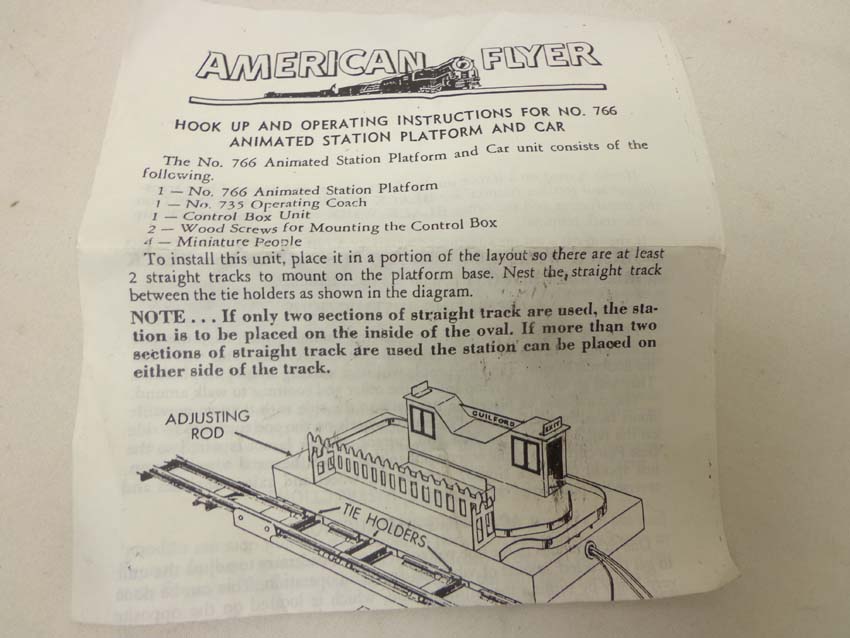 AMERICAN FLYER
HOOK UP AND OPERATING INSTRUCTIONS FOR NO. 766
ANIMATED STATION PLATFORM AND CAR
The No. 766 Animated Station Platform and Car unit consists of the
following.
1 — No. 766 Animated Station Platform
1 — No. 735 Operating Coach
1 — Control Box Unit
2 — Wood Screws for Mounting the Control Box
4 — Miniature People
To install this unit, place it in a portion of the layout so there are at least
2 straight tracks to mount on the platform base. Nest the straight track
between the tie holders as shown in the diagram.
NOTE . . . If only two sections of straight track are used, the sta-
tion is to be placed on the inside of the oval. If more than two
sections of straight track are used the station can be placed on
either side of the track.
ADJUSTING
ROD
GUILFORD
EXIT
TIE HOLDERS